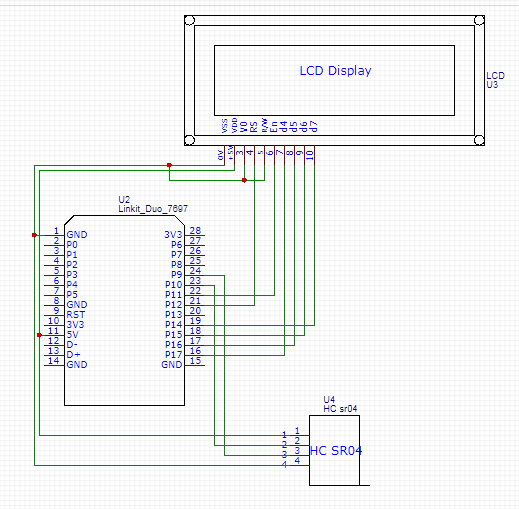 LCD Display
LCD
U3
VSS
VDD
V0
RS
R/W
En
d4
d5
d6
d7
0V
+5V
3
4
5
6
7
8
9
10
U2
Linkit_Duo_7697
1 GND 3V3 28
2 P0 P6 27
3 P1 P7 26
4 P2 P8 25
5 P3 P9 24
6 P4 P10 23
7 P5 P11 22
8 GND P12 21
9 RST P13 20
10 3V3 P14 19
11 5V P15 18
12 D- P16 17
13 D+ P17 16
14 GND GND 15
U4
HC sr04
1 1
2 2
3 3
4 4
HC SR04